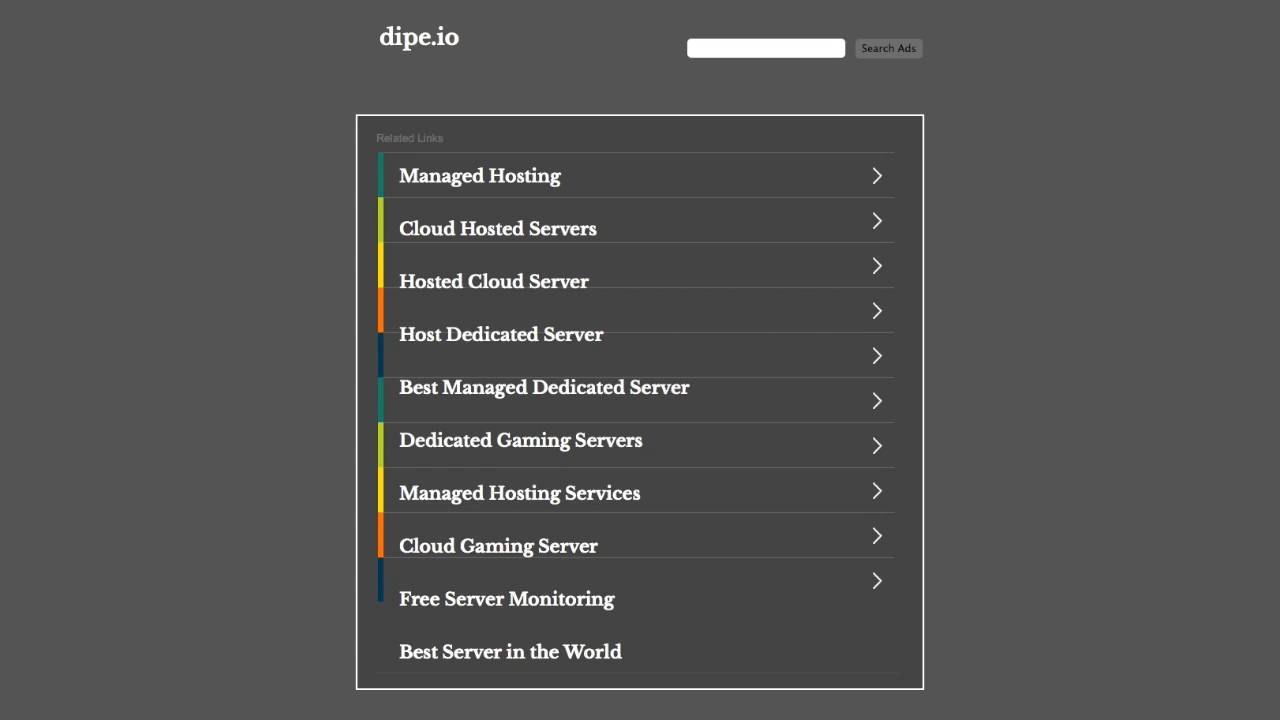 dipe.io
Search Ads
Related Links
Managed Hosting
Cloud Hosted Servers
Hosted Cloud Server
Host Dedicated Server
Best Managed Dedicated Server
Dedicated Gaming Servers
Managed Hosting Services
Cloud Gaming Server
Free Server Monitoring
Best Server in the World